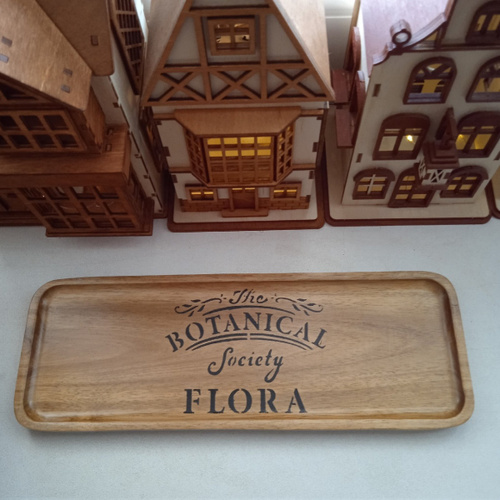 The
BOTANICAL
Society
FLORA